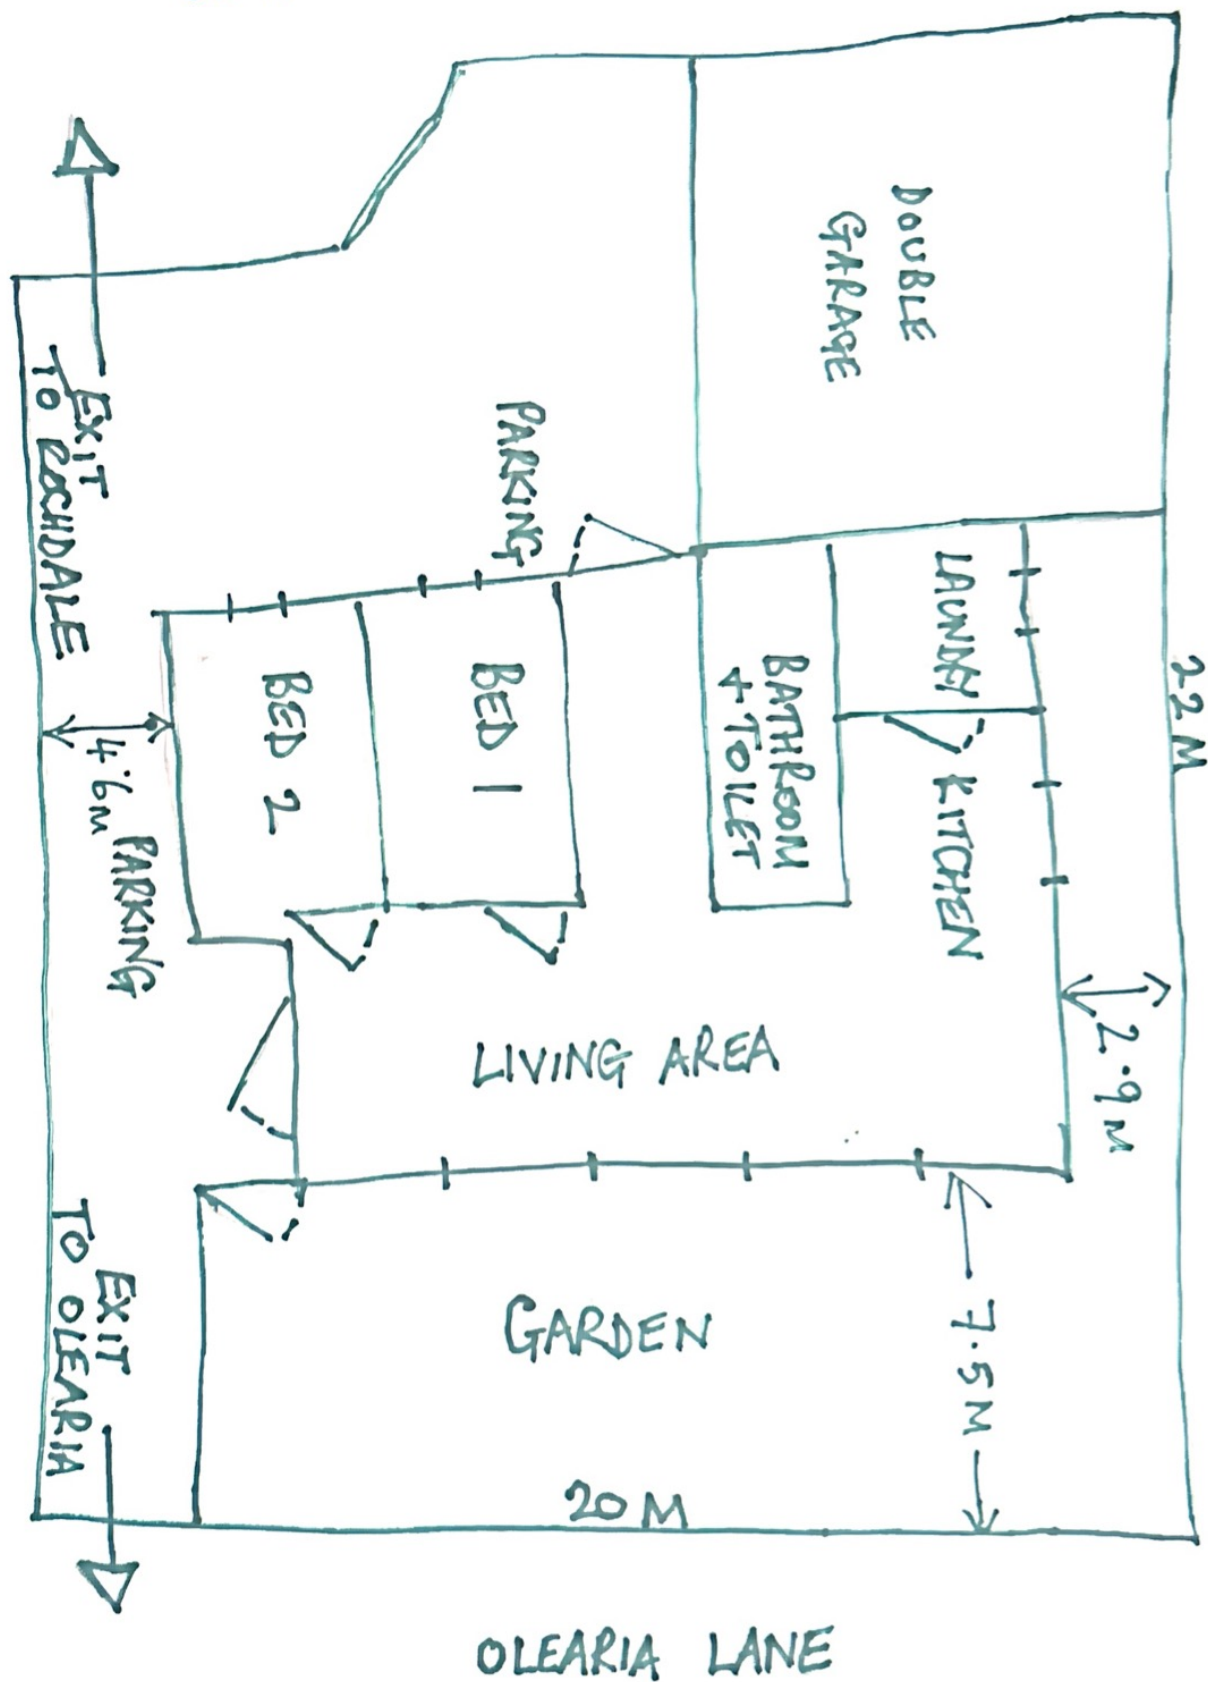 DOUBLE
GARAGE
EXIT
TO ROCHDALE
PARKING
LAUNDRY
22 M
BATHROOM
+ TOILET
BED 1
BED 2
4.6m
PARKING
KITCHEN
LIVING AREA
2.9 M
EXIT
TO OLEARIA
GARDEN
7.5 M
20 M
OLEARIA LANE